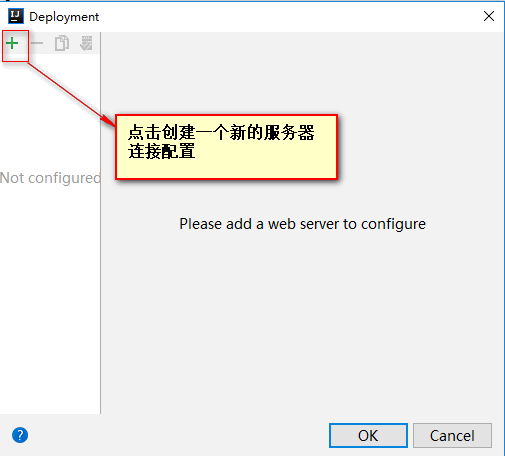 IJ Deployment
点击创建一个新的服务器
连接配置
Not configured
Please add a web server to configure
?
OK
Cancel